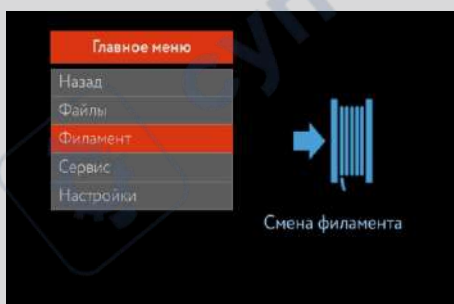 Главное меню
Назад
Файлы
Филамент
Сервис
Настройки
Смена филамента